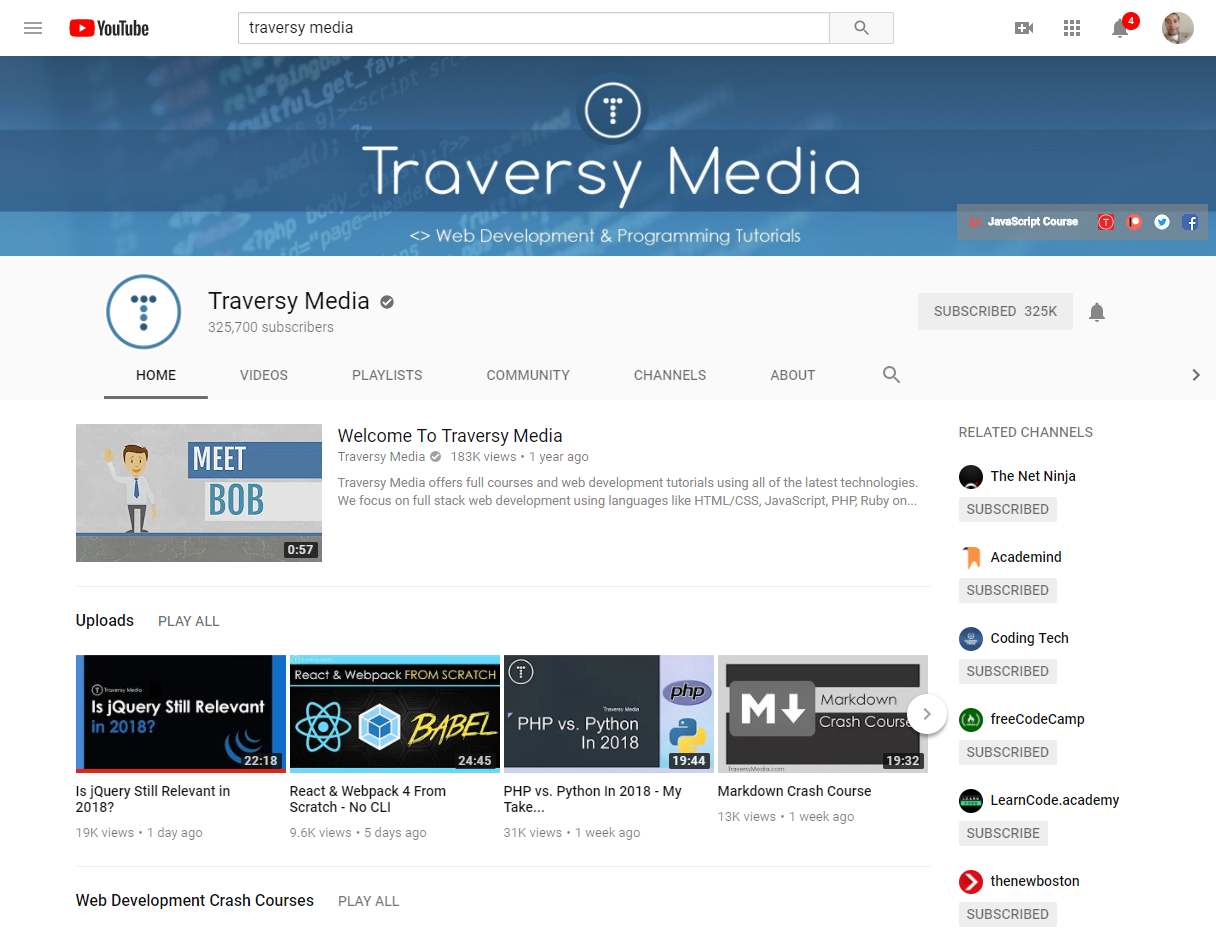 YouTube
traversy media
4
Traversy Media
<> Web Development & Programming Tutorials
JavaScript Course
Traversy Media
325,700 subscribers
SUBSCRIBED 325K
HOME VIDEOS PLAYLISTS COMMUNITY CHANNELS ABOUT
MEET
BOB
0:57
Welcome To Traversy Media
Traversy Media 183K views • 1 year ago
Traversy Media offers full courses and web development tutorials using all of the latest technologies.
We focus on full stack web development using languages like HTML/CSS, JavaScript, PHP, Ruby on...
Uploads PLAY ALL
Traversy Media
Is jQuery Still Relevant
in 2018?
22:18
Is jQuery Still Relevant in
2018?
19K views • 1 day ago
React & Webpack FROM SCRATCH
BABEL
24:45
React & Webpack 4 From
Scratch - No CLI
9.6K views • 5 days ago
Traversy Media
PHP vs. Python
In 2018
php
19:44
PHP vs. Python In 2018 - My
Take...
31K views • 1 week ago
M
Markdown
Crash Course
TraversyMedia.com
19:32
Markdown Crash Course
13K views • 1 week ago
Web Development Crash Courses PLAY ALL
RELATED CHANNELS
The Net Ninja
SUBSCRIBED
Academind
SUBSCRIBED
Coding Tech
SUBSCRIBED
freeCodeCamp
SUBSCRIBED
LearnCode.academy
SUBSCRIBE
thenewboston
SUBSCRIBED